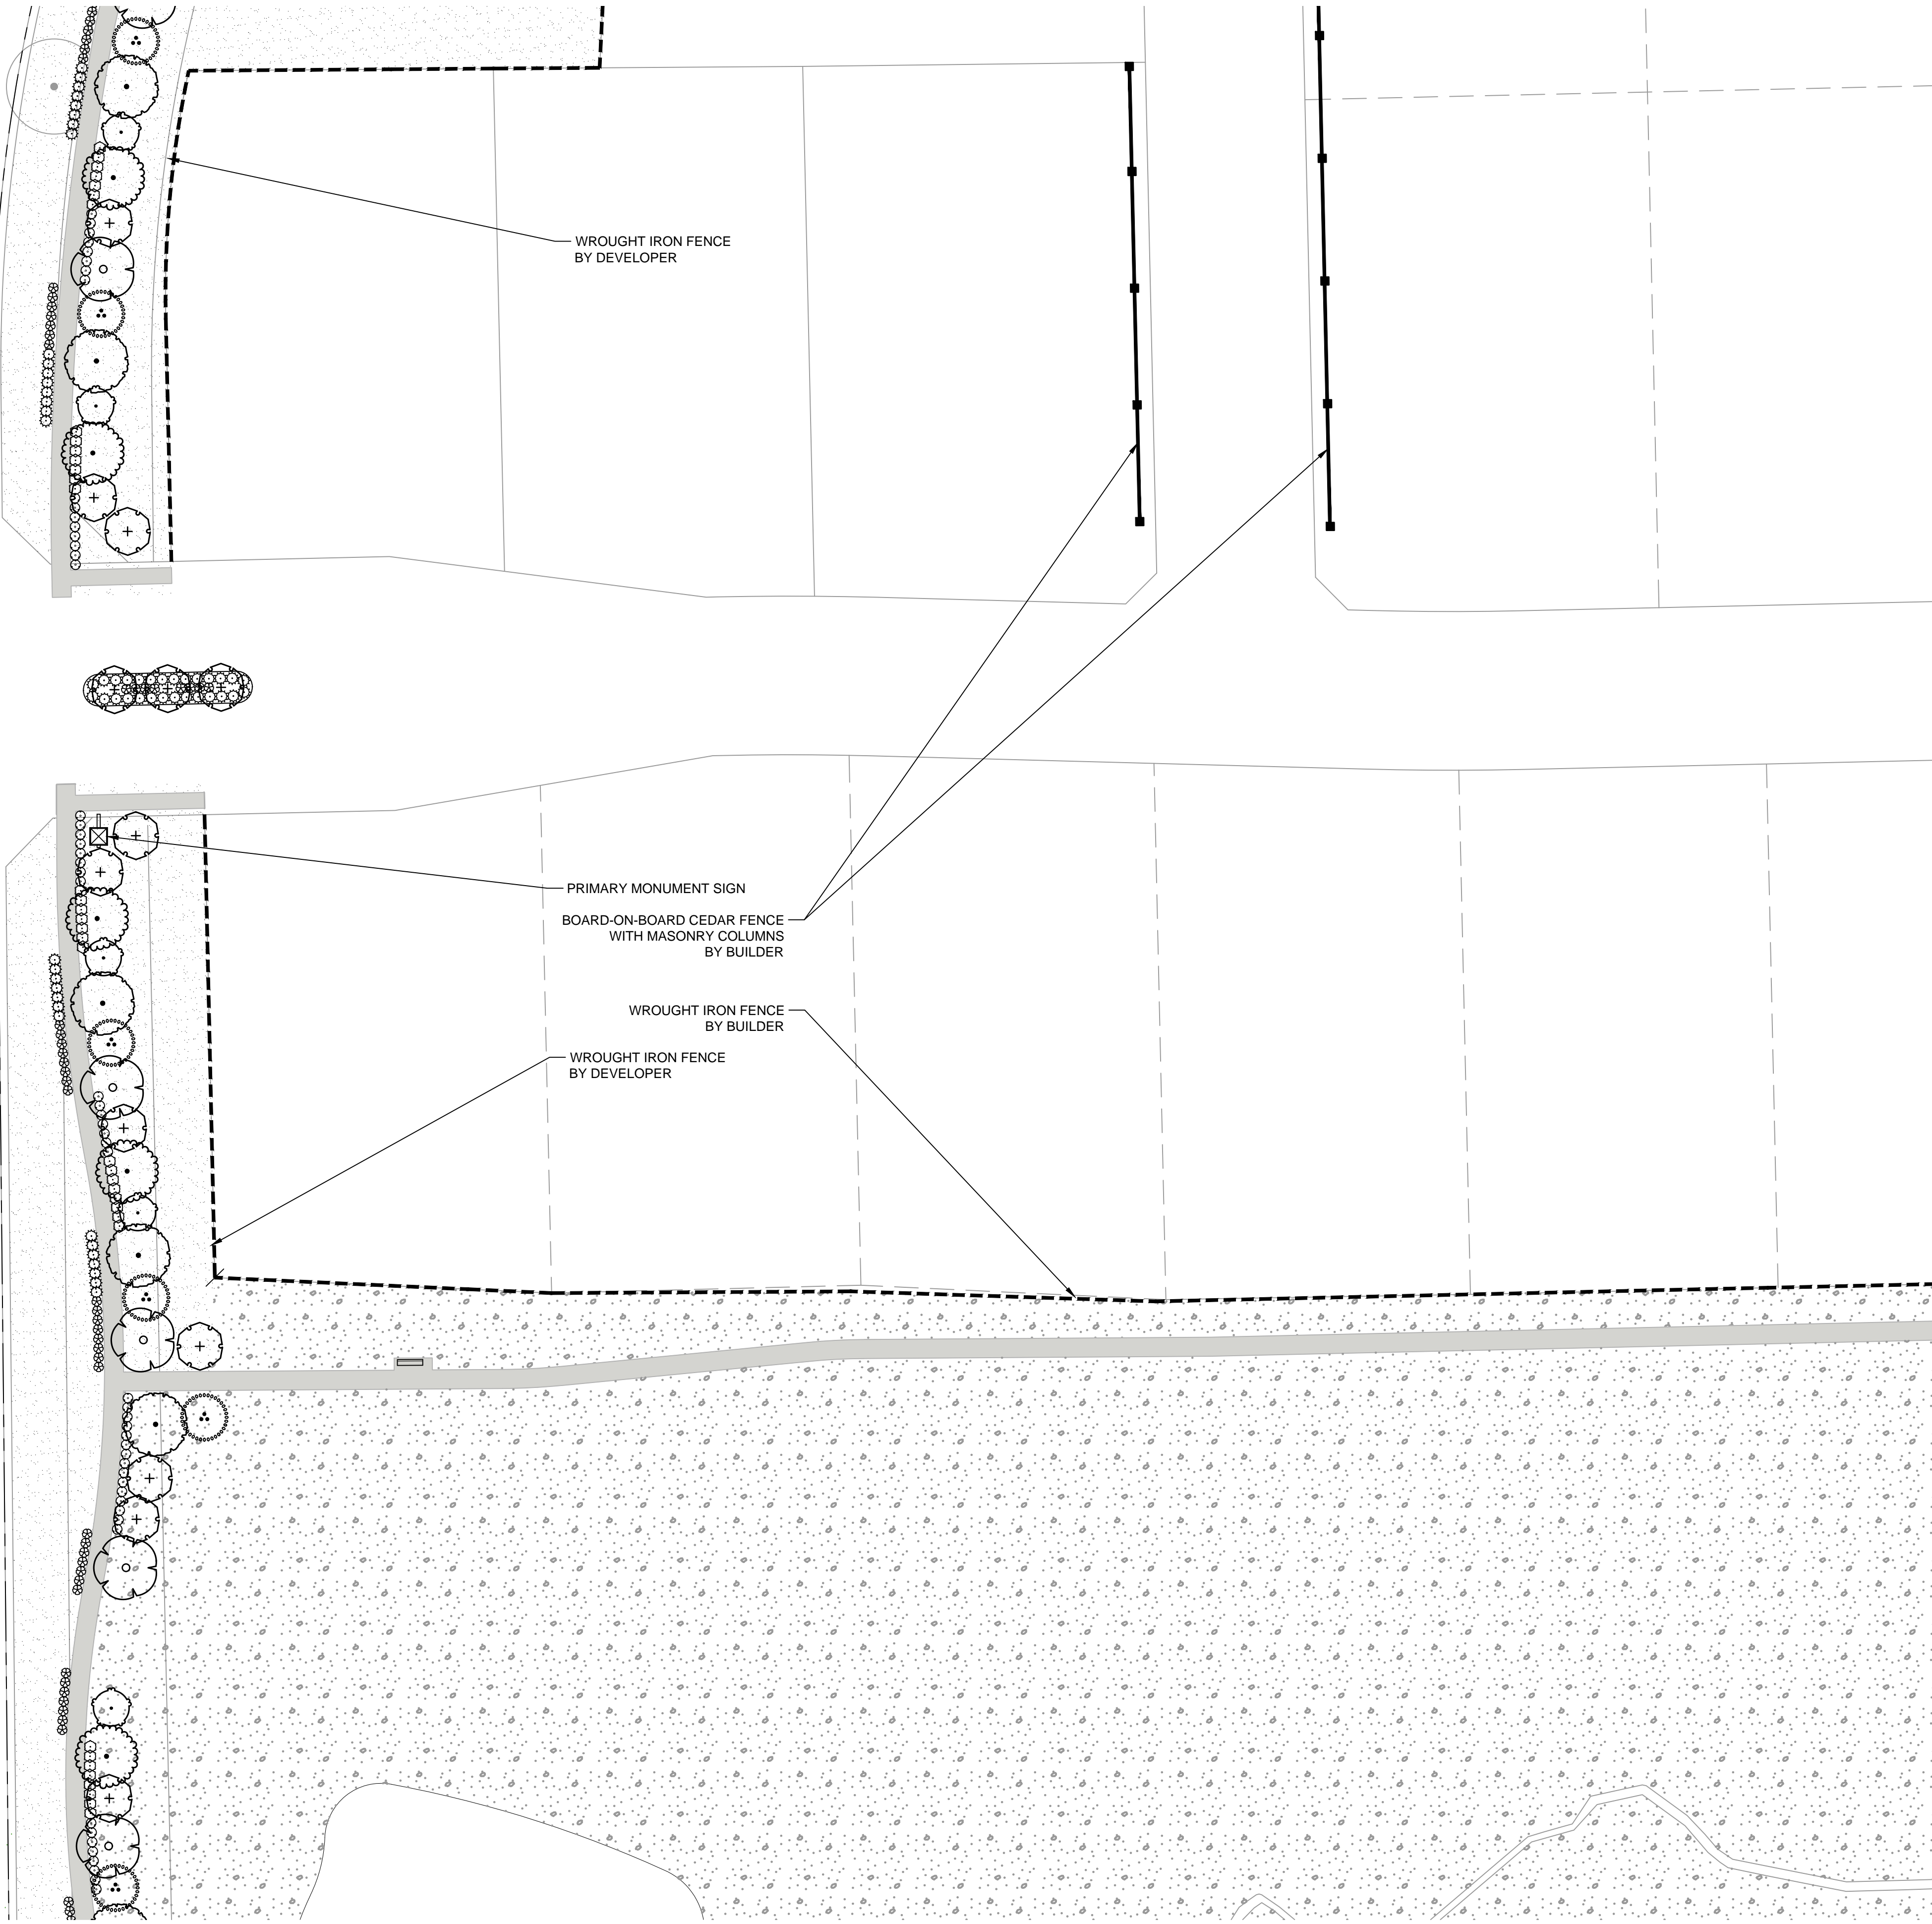 WROUGHT IRON FENCE
BY DEVELOPER
PRIMARY MONUMENT SIGN
BOARD-ON-BOARD CEDAR FENCE
WITH MASONRY COLUMNS
BY BUILDER
WROUGHT IRON FENCE
BY BUILDER
WROUGHT IRON FENCE
BY DEVELOPER